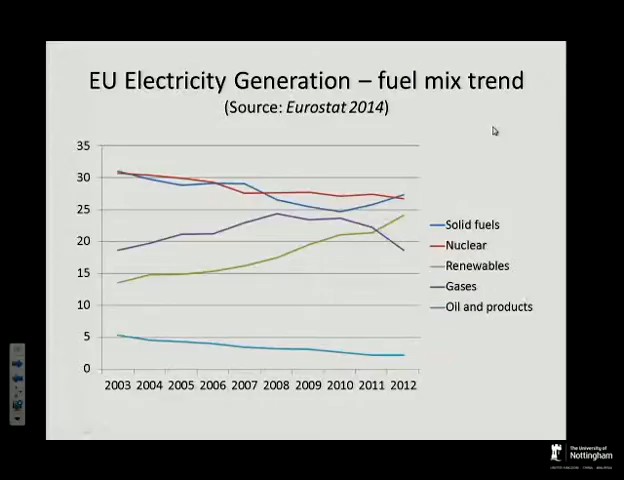 EU Electricity Generation – fuel mix trend
(Source: Eurostat 2014)
35
30
25
20
15
10
5
0
2003 2004 2005 2006 2007 2008 2009 2010 2011 2012
Solid fuels
Nuclear
Renewables
Gases
Oil and products
The University of
Nottingham